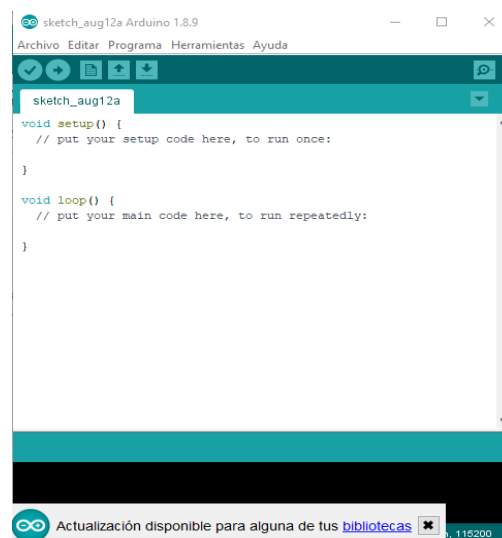 sketch_aug12a Arduino 1.8.9
Archivo Editar Programa Herramientas Ayuda
sketch_aug12a
void setup() {
  // put your setup code here, to run once:

}

void loop() {
  // put your main code here, to run repeatedly:

}
Actualización disponible para alguna de tus bibliotecas
, 115200